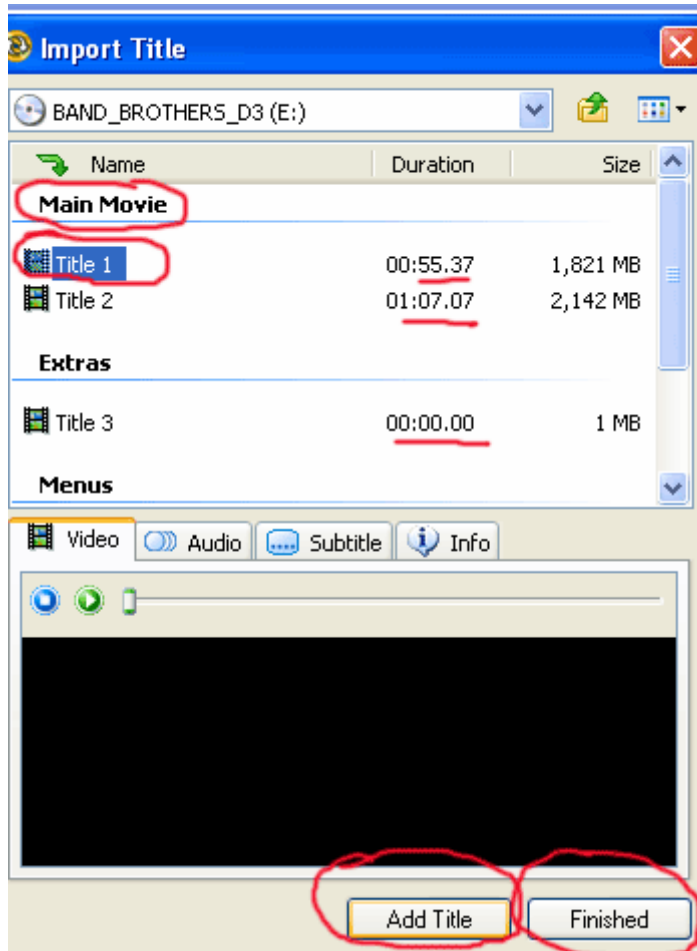 Import Title
BAND_BROTHERS_D3 (E:)
Name Duration Size
Main Movie
Title 1 00:55.37 1,821 MB
Title 2 01:07.07 2,142 MB
Extras
Title 3 00:00.00 1 MB
Menus
Video Audio Subtitle Info
Add Title Finished